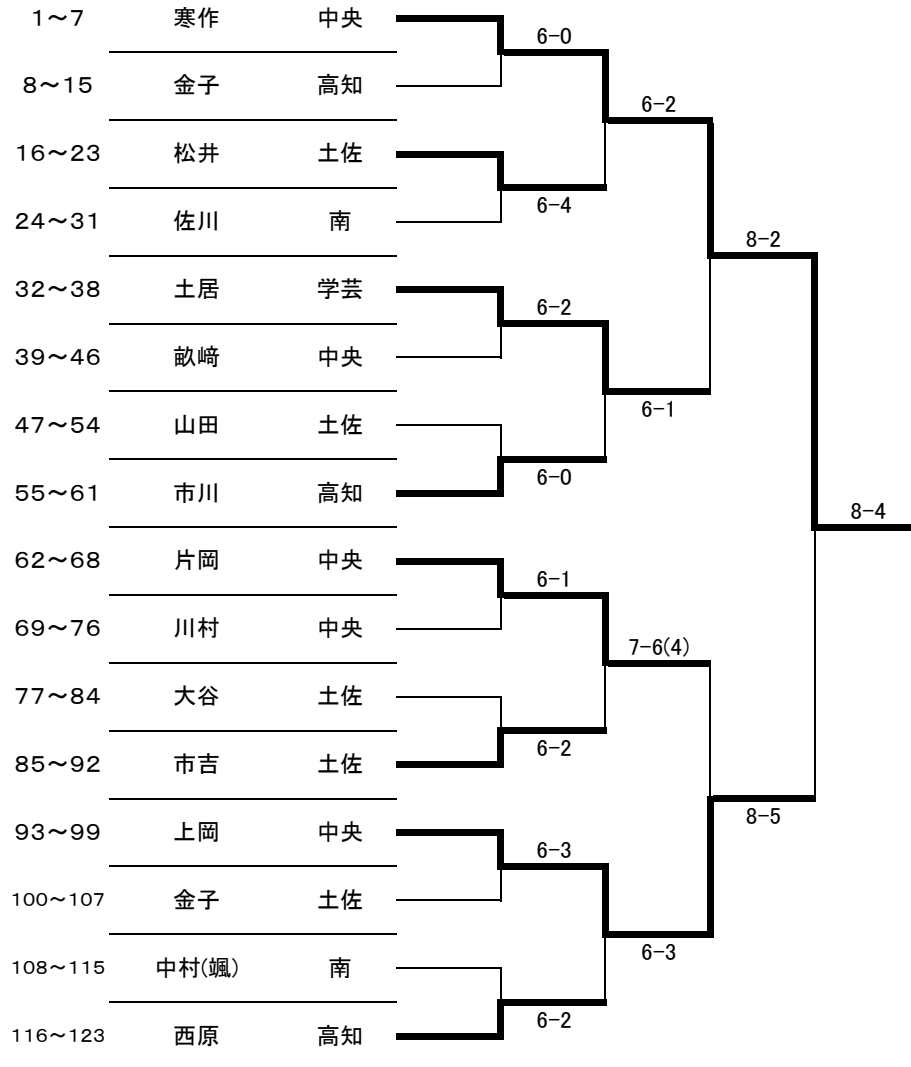 1～7 寒作 中央
6-0
8～15 金子 高知
6-2
16～23 松井 土佐
6-4
24～31 佐川 南
8-2
32～38 土居 学芸
6-2
39～46 畝﨑 中央
6-1
47～54 山田 土佐
6-0
55～61 市川 高知
8-4
62～68 片岡 中央
6-1
69～76 川村 中央
7-6(4)
77～84 大谷 土佐
6-2
85～92 市吉 土佐
8-5
93～99 上岡 中央
6-3
100～107 金子 土佐
6-3
108～115 中村(颯) 南
6-2
116～123 西原 高知